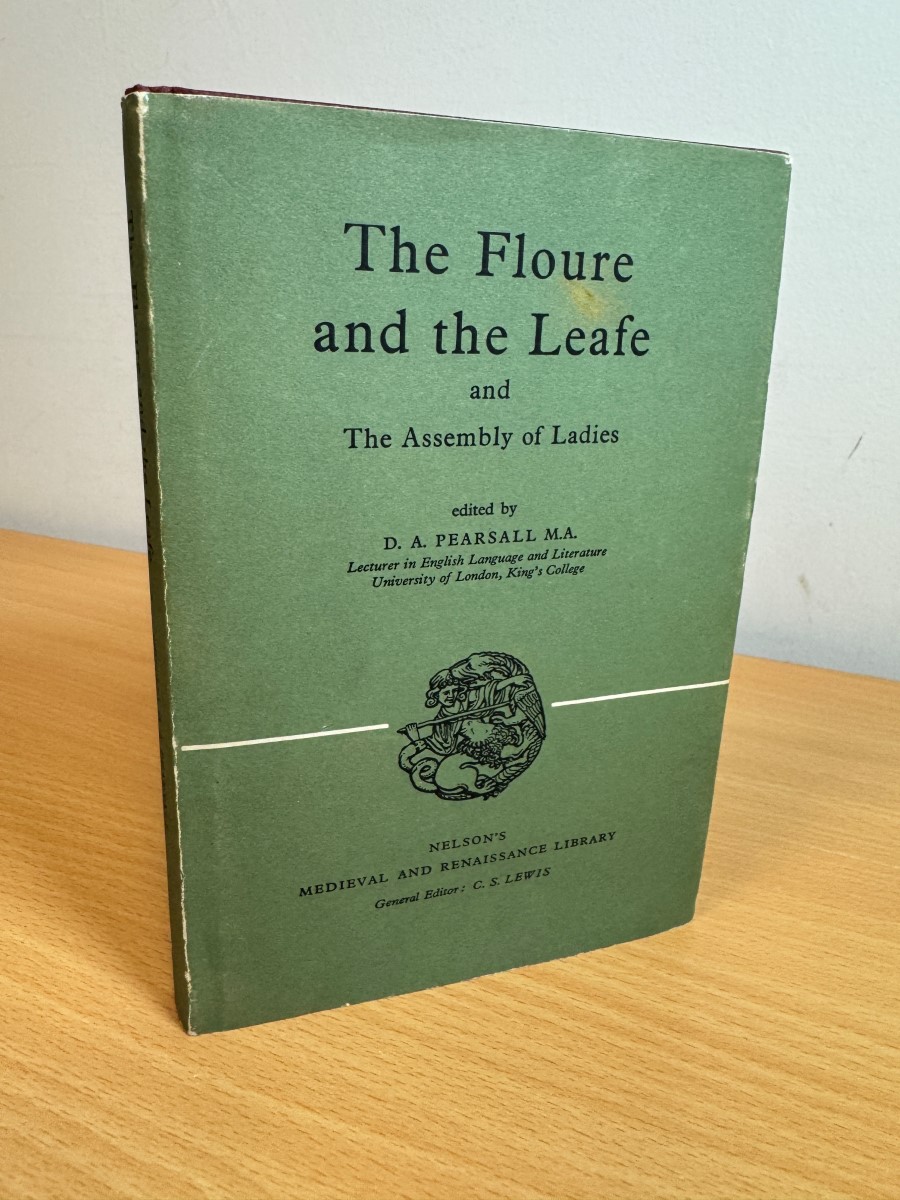 The Floure
and the Leafe
and
The Assembly of Ladies
edited by
D. A. PEARSALL M.A.
Lecturer in English Language and Literature
University of London, King's College
NELSON'S
MEDIEVAL AND RENAISSANCE LIBRARY
General Editor: C. S. LEWIS